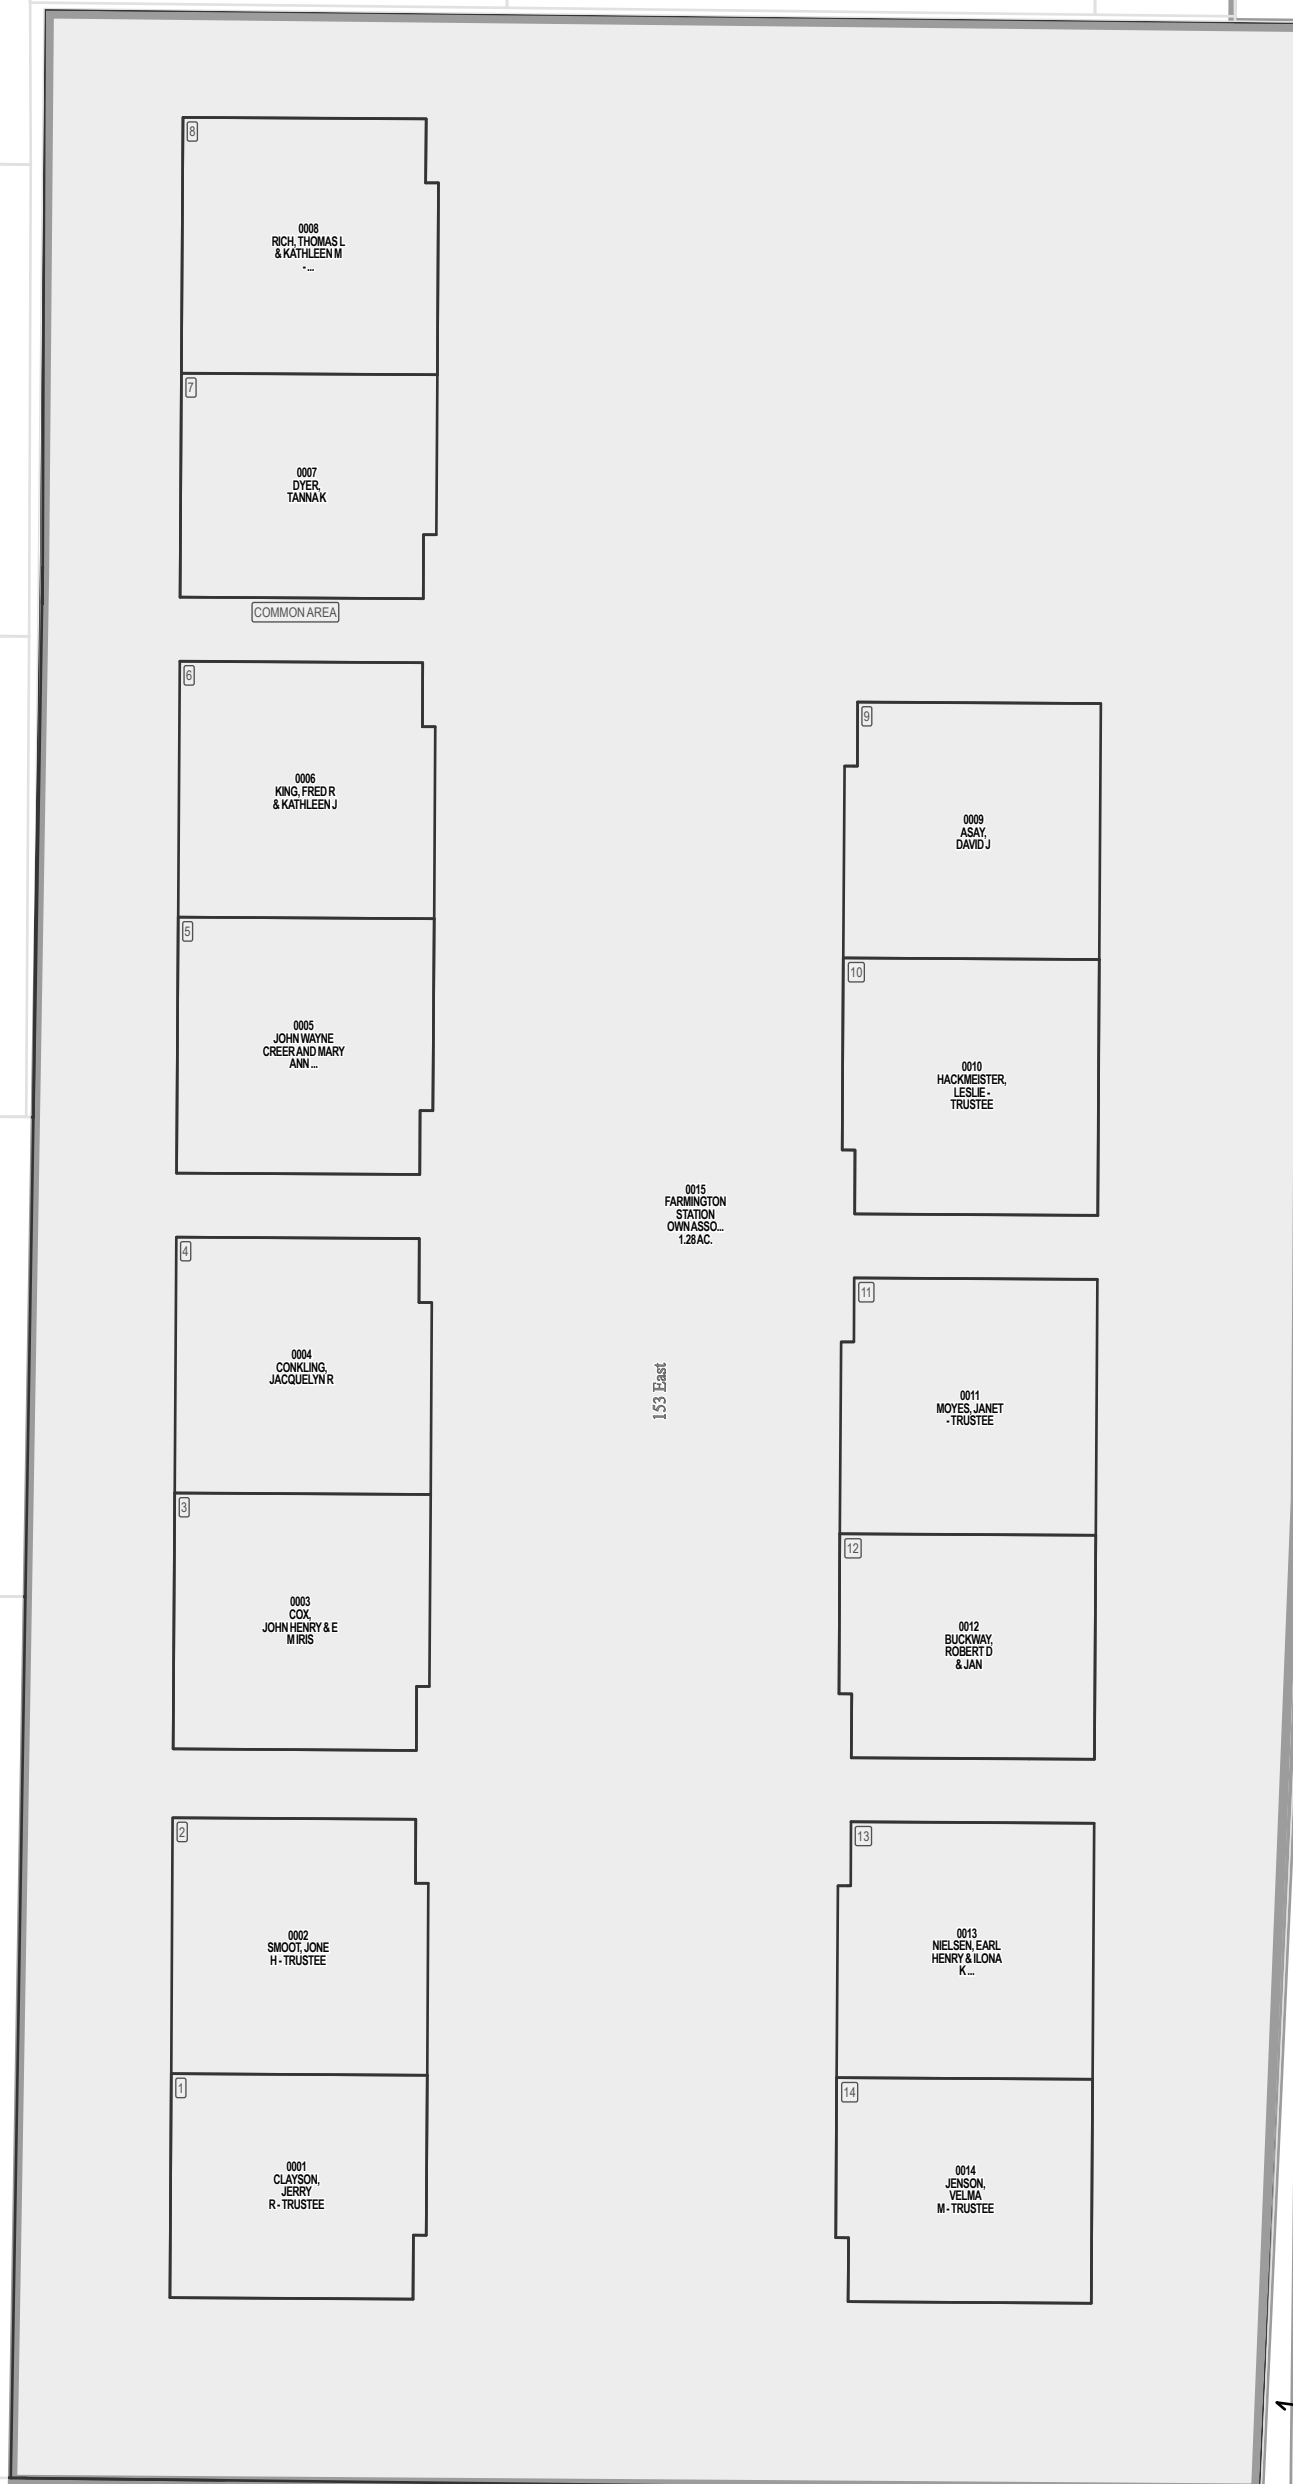 8
0008
RICH, THOMAS L
& KATHLEEN M
- ...
7
0007
DYER,
TANNA K
COMMON AREA
6
0006
KING, FRED R
& KATHLEEN J
5
0005
JOHN WAYNE
CREER AND MARY
ANN ...
4
0004
CONKLING,
JACQUELYN R
3
0003
COX,
JOHN HENRY & E
M IRIS
2
0002
SMOOT, JONE
H - TRUSTEE
1
0001
CLAYSON,
JERRY
R - TRUSTEE
0015
FARMINGTON
STATION
OWN ASSO...
1.28 AC.
153 East
9
0009
ASAY,
DAVID J
10
0010
HACKMEISTER,
LESLIE -
TRUSTEE
11
0011
MOYES, JANET
- TRUSTEE
12
0012
BUCKWAY,
ROBERT D
& JAN
13
0013
NIELSEN, EARL
HENRY & ILONA
K ...
14
0014
JENSON,
VELMA
M - TRUSTEE